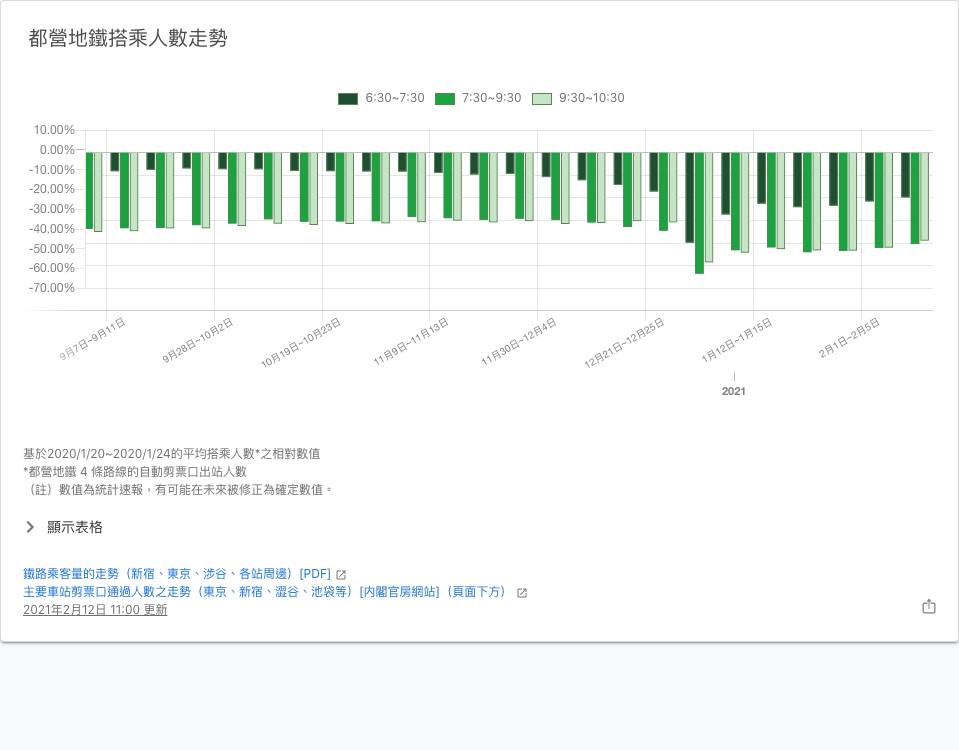 都營地鐵搭乘人數走勢
6:30~7:30 7:30~9:30 9:30~10:30
10.00%
0.00%
-10.00%
-20.00%
-30.00%
-40.00%
-50.00%
-60.00%
-70.00%
9月7日~9月11日
9月28日~10月2日
10月19日~10月23日
11月9日~11月13日
11月30日~12月4日
12月21日~12月25日
1月12日~1月15日
2月1日~2月5日
2021
基於2020/1/20~2020/1/24的平均搭乘人數*之相對數值
*都營地鐵 4 條路線的自動剪票口出站人數
（註）數值為統計速報，有可能在未來被修正為確定數值。
顯示表格
鐵路乘客量的走勢（新宿、東京、涉谷、各站周邊）[PDF]
主要車站剪票口通過人數之走勢（東京、新宿、澀谷、池袋等）[内閣官房網站]（頁面下方）
2021年2月12日 11:00 更新